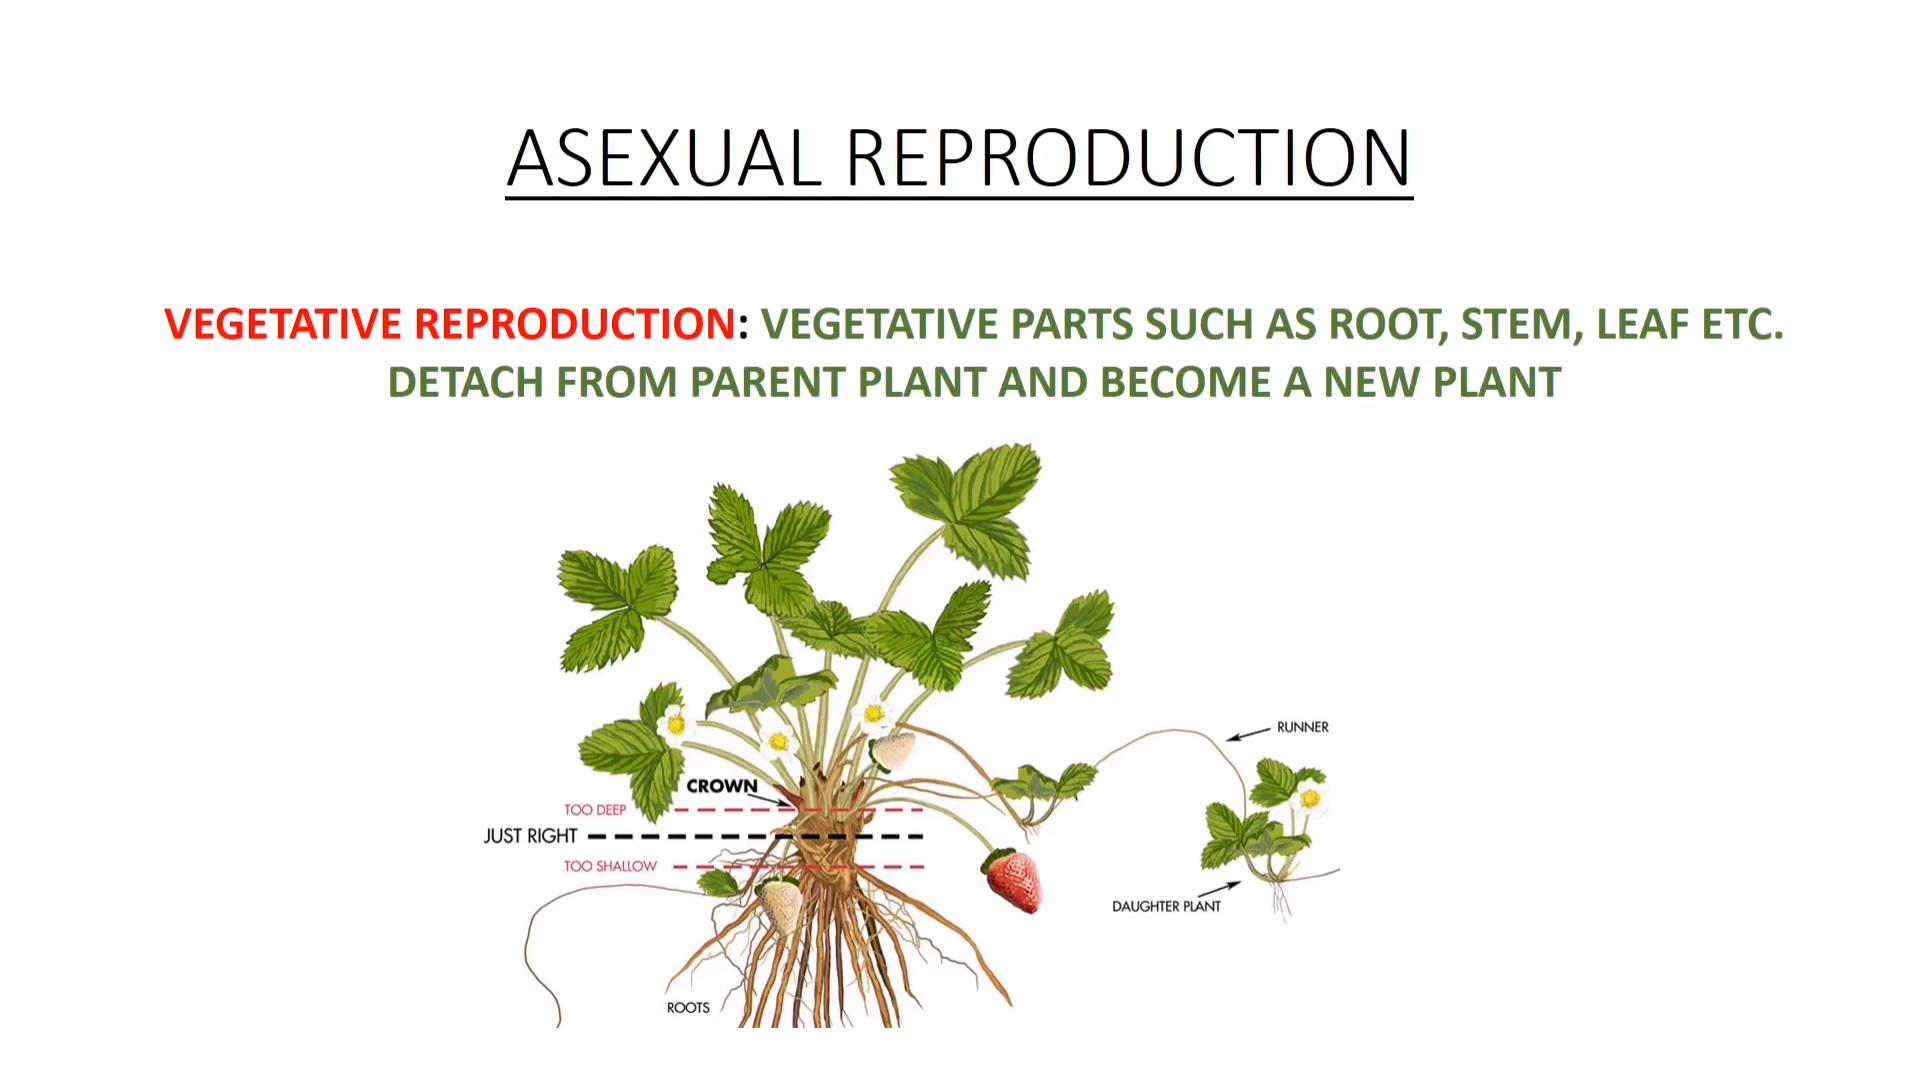 ASEXUAL REPRODUCTION
VEGETATIVE REPRODUCTION: VEGETATIVE PARTS SUCH AS ROOT, STEM, LEAF ETC.
DETACH FROM PARENT PLANT AND BECOME A NEW PLANT
RUNNER
CROWN
TOO DEEP
JUST RIGHT
TOO SHALLOW
DAUGHTER PLANT
ROOTS